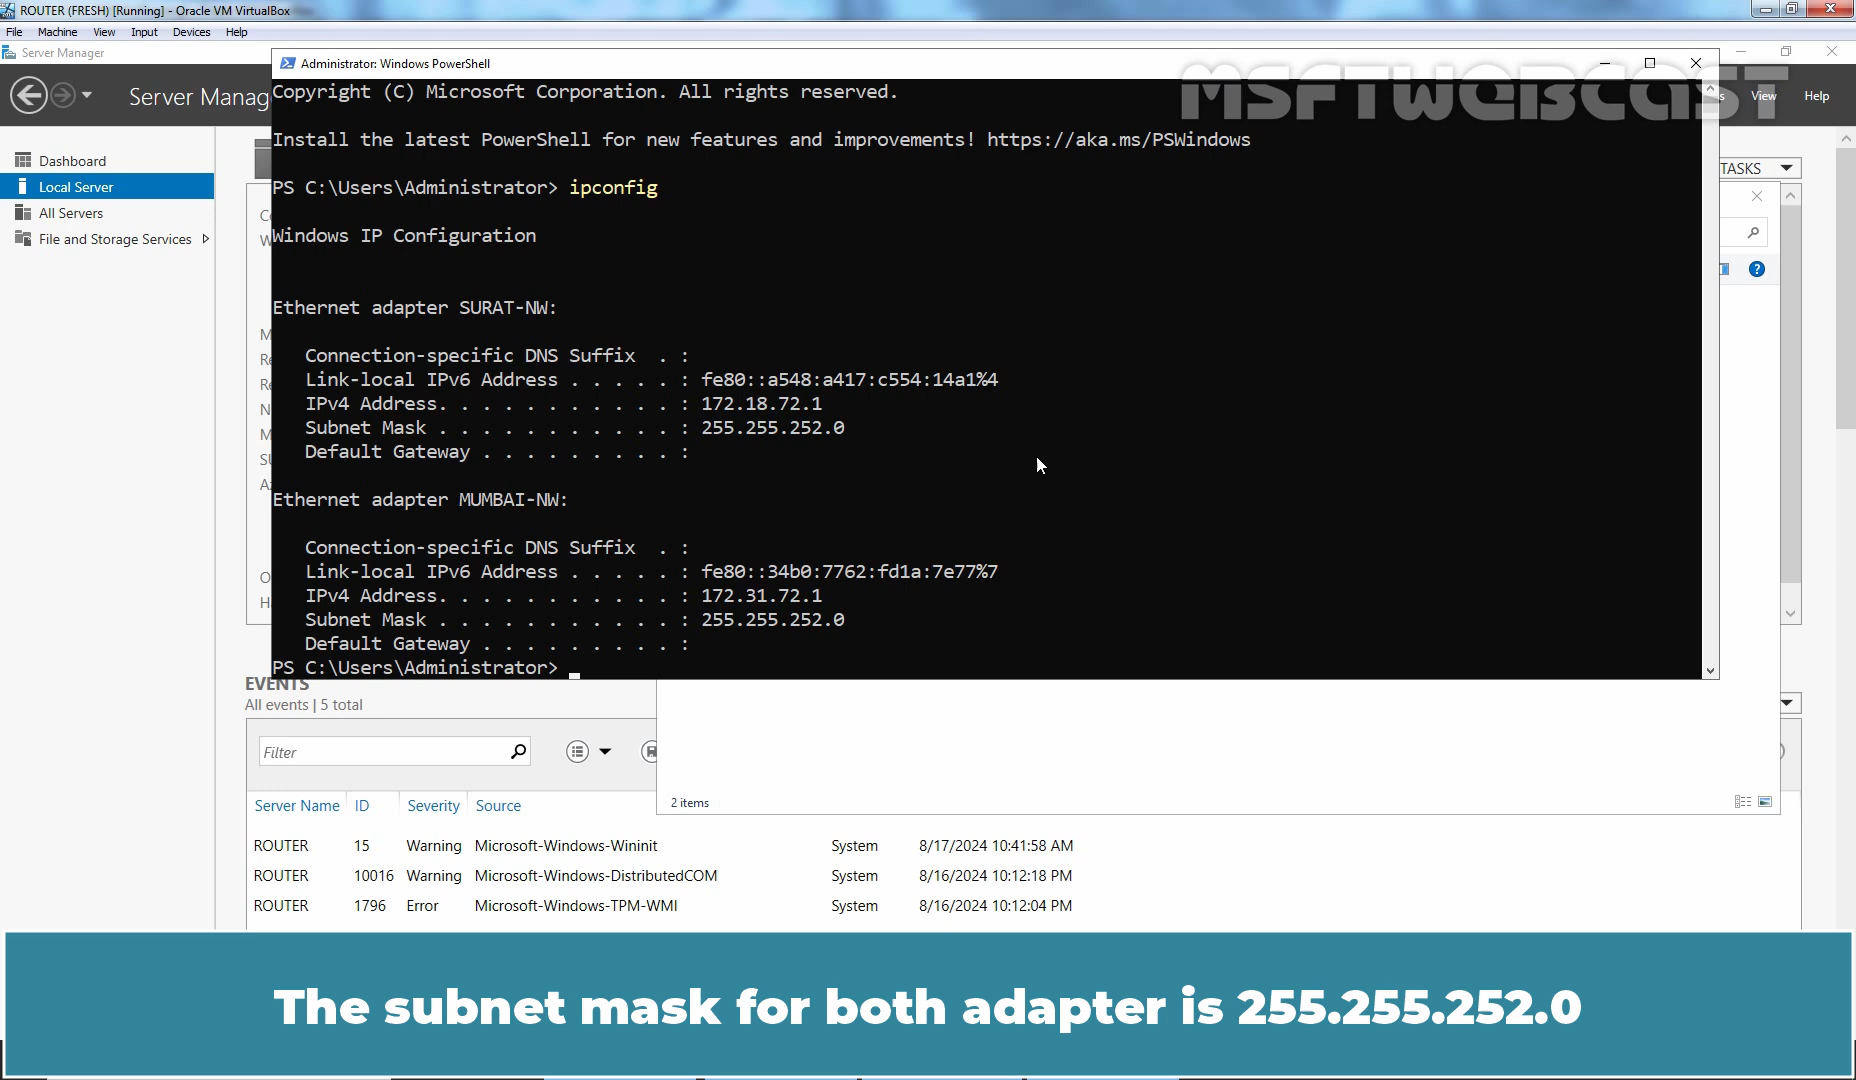 ROUTER (FRESH) [Running] - Oracle VM VirtualBox
File Machine View Input Devices Help
Server Manager
Administrator: Windows PowerShell
MSFTWEBCAST
Server Manag
View Help
Copyright (C) Microsoft Corporation. All rights reserved.
Install the latest PowerShell for new features and improvements! https://aka.ms/PSWindows
Dashboard
Local Server
All Servers
File and Storage Services
TASKS
PS C:\Users\Administrator> ipconfig
Windows IP Configuration
Ethernet adapter SURAT-NW:
Connection-specific DNS Suffix . :
Link-local IPv6 Address . . . . . : fe80::a548:a417:c554:14a1%4
IPv4 Address. . . . . . . . . . . : 172.18.72.1
Subnet Mask . . . . . . . . . . . : 255.255.252.0
Default Gateway . . . . . . . . . :
Ethernet adapter MUMBAI-NW:
Connection-specific DNS Suffix . :
Link-local IPv6 Address . . . . . : fe80::34b0:7762:fd1a:7e77%7
IPv4 Address. . . . . . . . . . . : 172.31.72.1
Subnet Mask . . . . . . . . . . . : 255.255.252.0
Default Gateway . . . . . . . . . :
PS C:\Users\Administrator>
EVENTS
All events | 5 total
Filter
2 items
Server Name ID Severity Source
ROUTER 15 Warning Microsoft-Windows-Wininit System 8/17/2024 10:41:58 AM
ROUTER 10016 Warning Microsoft-Windows-DistributedCOM System 8/16/2024 10:12:18 PM
ROUTER 1796 Error Microsoft-Windows-TPM-WMI System 8/16/2024 10:12:04 PM
The subnet mask for both adapter is 255.255.252.0